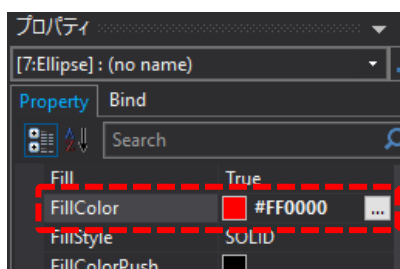 プロパティ
[7:Ellipse] : (no name)
Property Bind
Search
Fill True
FillColor #FF0000 ...
FillStyle SOLID
FillColorPush